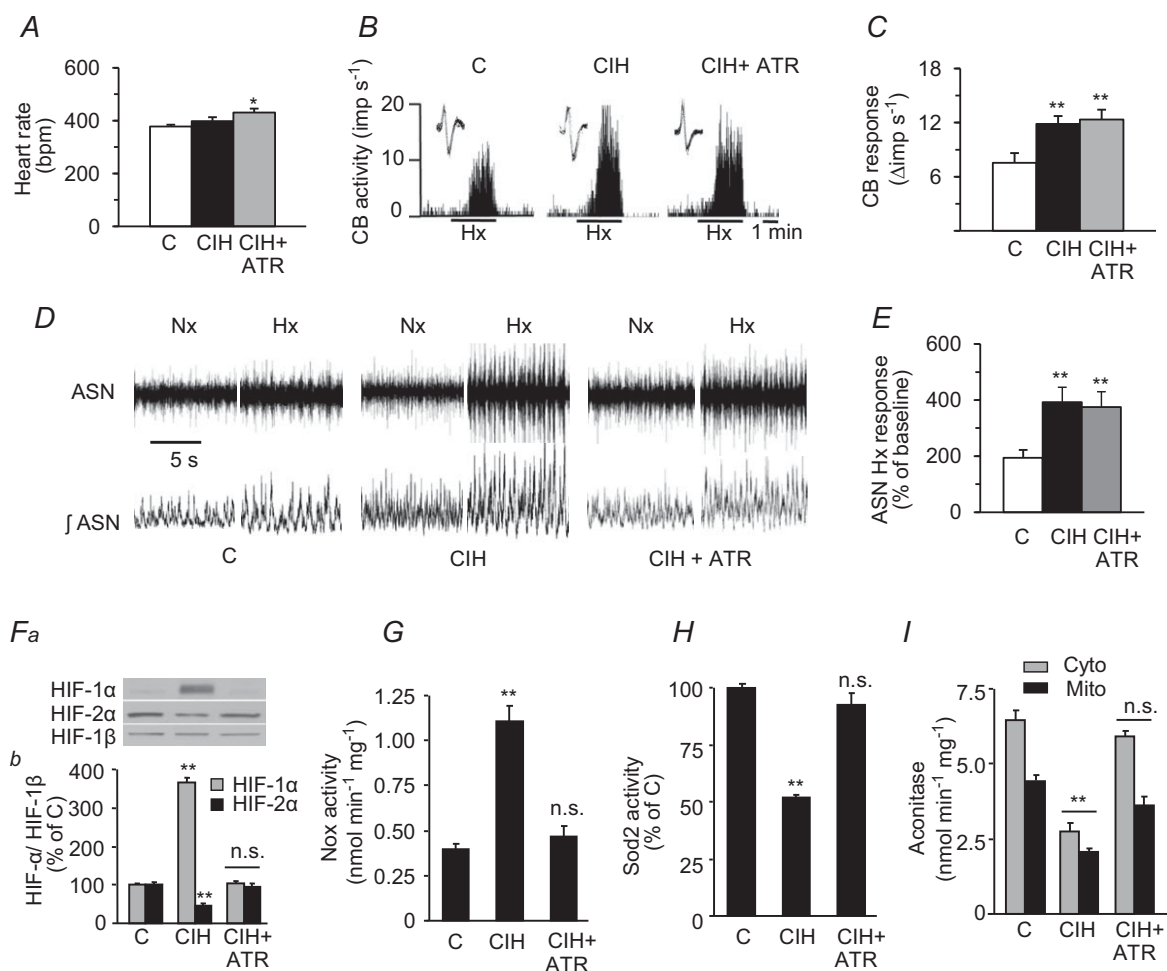 A
600
400
200
0
Heart rate
(bpm)
*
C
CIH
CIH+
ATR
B
C
CIH
CIH+ ATR
20
10
0
CB activity (imp s⁻¹)
Hx
Hx
Hx
1 min
C
18
12
6
CB response
(Δimp s⁻¹)
**
**
C
CIH
CIH+
ATR
D
Nx
Hx
Nx
Hx
Nx
Hx
ASN
5 s
∫ ASN
C
CIH
CIH + ATR
E
600
400
200
0
ASN Hx response
(% of baseline)
**
**
C
CIH
CIH+
ATR
Fa
HIF-1α
HIF-2α
HIF-1β
b
400
300
200
100
0
HIF-α/ HIF-1β
(% of C)
**
**
n.s.
HIF-1α
HIF-2α
C
CIH
CIH+
ATR
G
1.25
1.00
0.75
0.50
0.25
0
Nox activity
(nmol min⁻¹ mg⁻¹)
**
n.s.
C
CIH
CIH+
ATR
H
100
75
50
25
0
Sod2 activity
(% of C)
**
n.s.
C
CIH
CIH+
ATR
I
Cyto
Mito
7.5
5.0
2.5
0
Aconitase
(nmol min⁻¹ mg⁻¹)
**
n.s.
C
CIH
CIH+
ATR